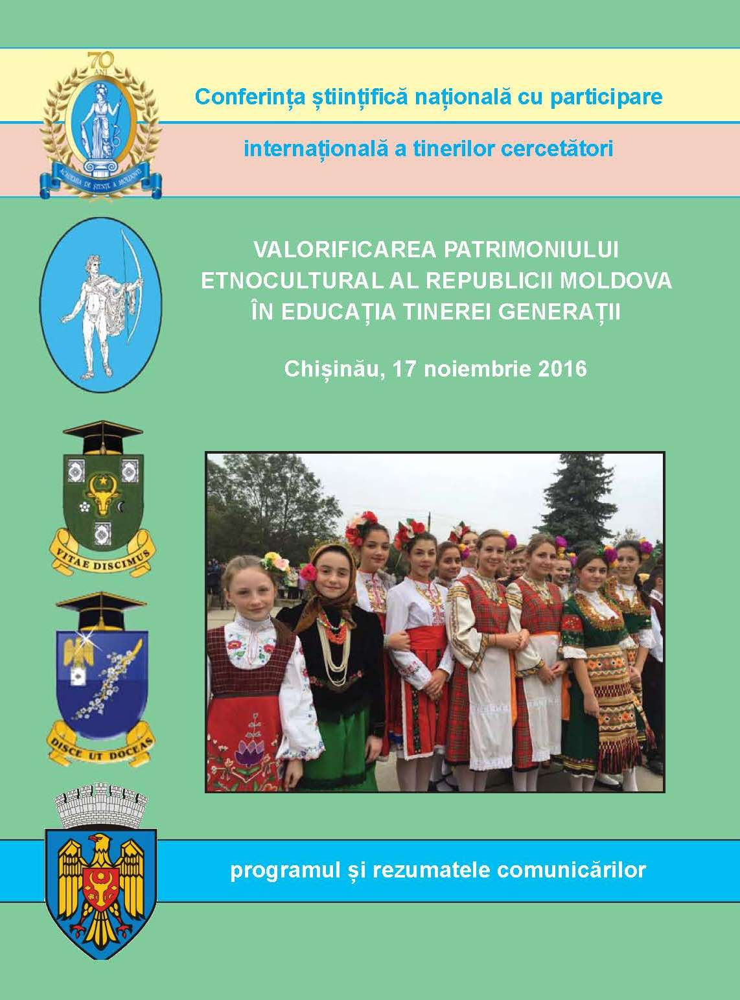 70
ANI
ACADEMIA DE ȘTIINȚE A MOLDOVEI
Conferința științifică națională cu participare
internațională a tinerilor cercetători
VALORIFICAREA PATRIMONIULUI
ETNOCULTURAL AL REPUBLICII MOLDOVA
ÎN EDUCAȚIA TINEREI GENERAȚII
Chișinău, 17 noiembrie 2016
VITAE DISCIMUS
DISCE UT DOCEAS
programul și rezumatele comunicărilor